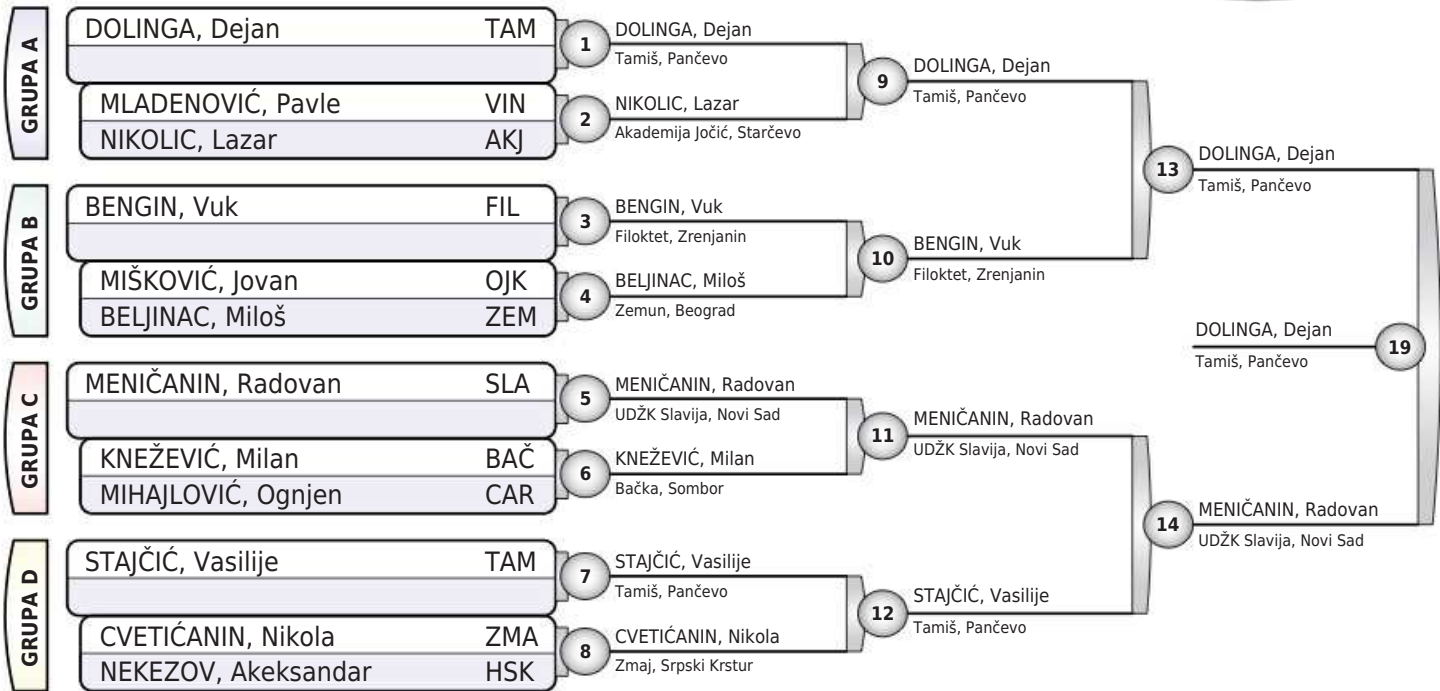 GRUPA A
DOLINGA, Dejan TAM
MLADENOVIĆ, Pavle VIN
NIKOLIC, Lazar AKJ
GRUPA B
BENGIN, Vuk FIL
MIŠKOVIĆ, Jovan OJK
BELJINAC, Miloš ZEM
GRUPA C
MENIČANIN, Radovan SLA
KNEŽEVIĆ, Milan BAČ
MIHAJLOVIĆ, Ognjen CAR
GRUPA D
STAJČIĆ, Vasilije TAM
CVETIĆANIN, Nikola ZMA
NEKEZOV, Akeksandar HSK
1
DOLINGA, Dejan
Tamiš, Pančevo
2
NIKOLIC, Lazar
Akademija Jočić, Starčevo
3
BENGIN, Vuk
Filoktet, Zrenjanin
4
BELJINAC, Miloš
Zemun, Beograd
5
MENIČANIN, Radovan
UDŽK Slavija, Novi Sad
6
KNEŽEVIĆ, Milan
Bačka, Sombor
7
STAJČIĆ, Vasilije
Tamiš, Pančevo
8
CVETIĆANIN, Nikola
Zmaj, Srpski Krstur
9
DOLINGA, Dejan
Tamiš, Pančevo
10
BENGIN, Vuk
Filoktet, Zrenjanin
11
MENIČANIN, Radovan
UDŽK Slavija, Novi Sad
12
STAJČIĆ, Vasilije
Tamiš, Pančevo
13
DOLINGA, Dejan
Tamiš, Pančevo
14
MENIČANIN, Radovan
UDŽK Slavija, Novi Sad
DOLINGA, Dejan
Tamiš, Pančevo
19